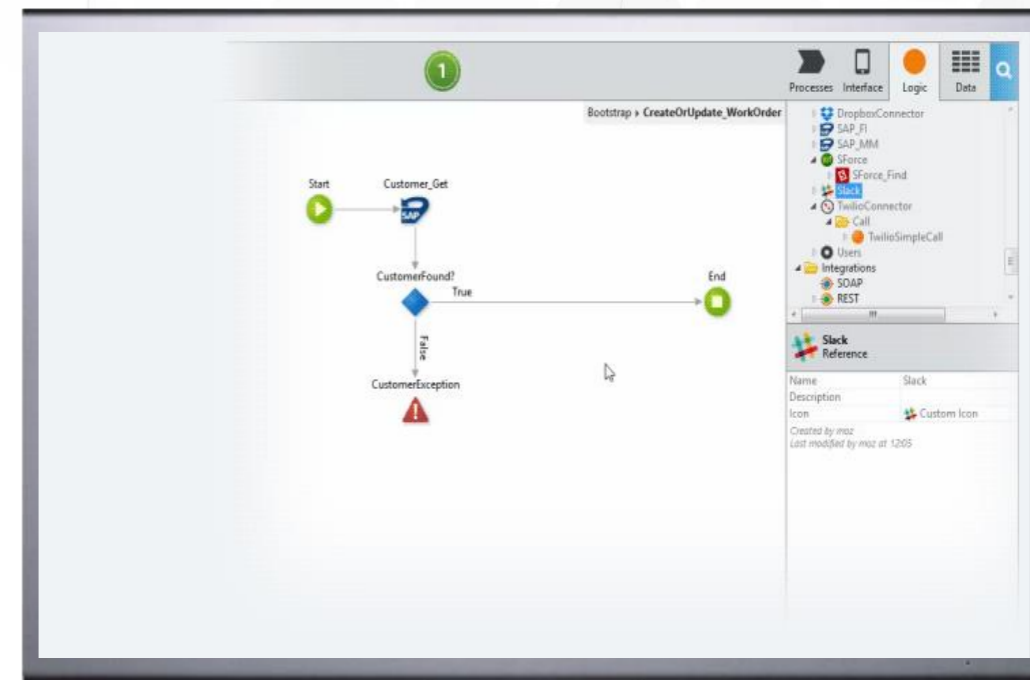 1
Processes Interface Logic Data
Bootstrap ▸ CreateOrUpdate_WorkOrder
DropboxConnector
SAP_FI
SAP_MM
SForce
SForce_Find
Slack
TwilioConnector
Call
TwilioSimpleCall
Users
Integrations
SOAP
REST
Start
Customer_Get
SAP
CustomerFound?
True
End
False
CustomerException
Slack
Reference
Name Slack
Description
Icon Custom Icon
Created by moz
Last modified by moz at 12:05